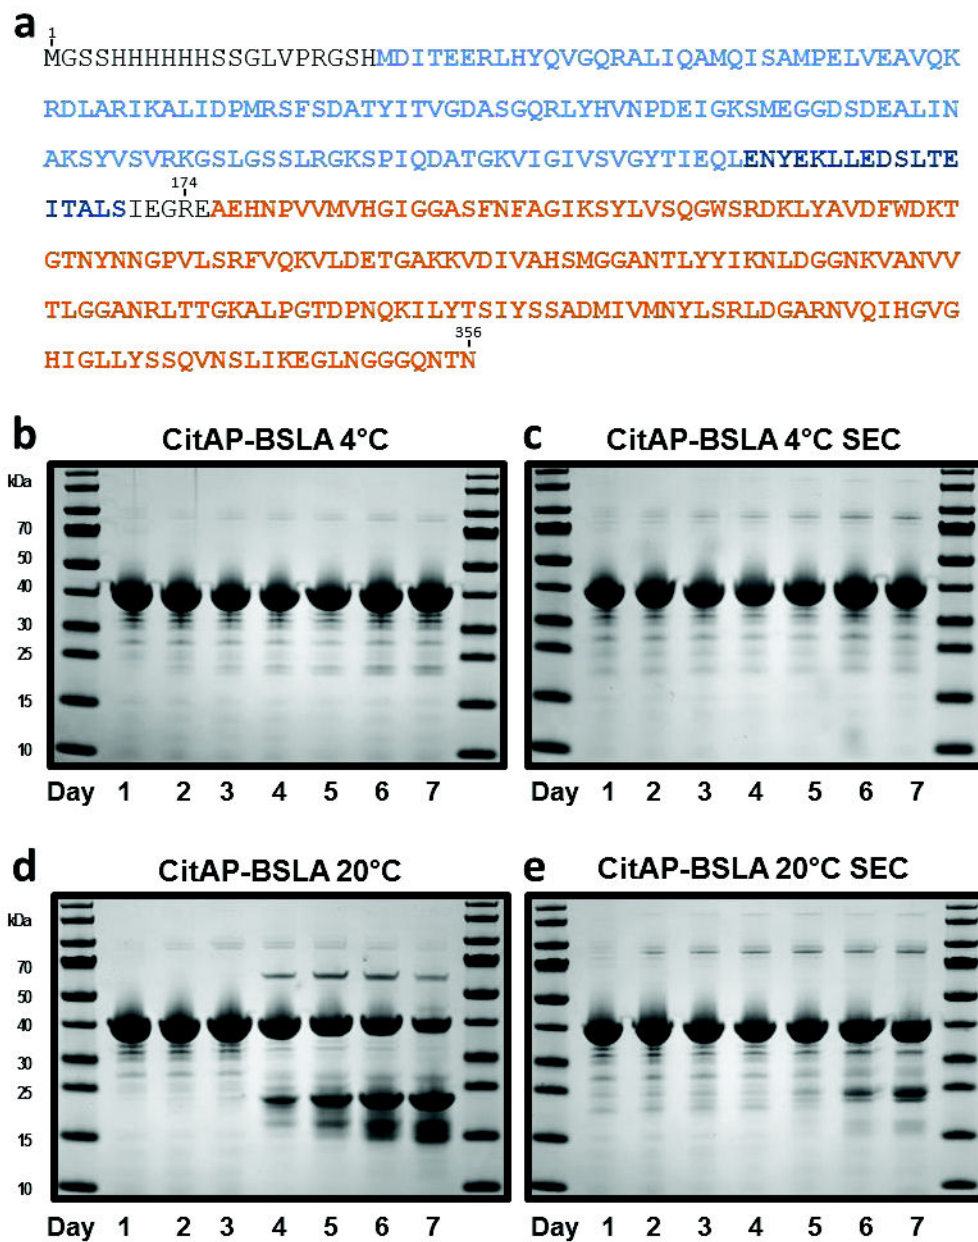 a
1
MGSSHHHHHHSSGLVPRGSHMDITEERLHYQVGQRALIQAMQISAMPELVEAVQK
RDLARIKALIDPMRSFSDATYITVGDASGQRLYHVNPDEIGKSMEGGDSDEALIN
AKSYVSVRKGSLGSSLRGKSPIQDATGKVIGIVSVGYTIEQLENYEKLLEDSLTE
174
ITALSIEGREAEHNPVVMVHGIGGASFNFAGIKSYLVSQGWSRDKLYAVDFWDKT
GTNYNNGPVLSRFVQKVLDETGAKKVDIVAHSMGGANTLYYIKNLDGGNKVANVV
TLGGANRLTTGKALPGTDPNQKILYTSIYSSADMIVMNYLSRLDGARNVQIHGVG
356
HIGLLYSSQVNSLIKEGLNGGGQNTN
b CitAP-BSLA 4°C
kDa
70
50
40
30
25
15
10
Day 1 2 3 4 5 6 7
c CitAP-BSLA 4°C SEC
Day 1 2 3 4 5 6 7
d CitAP-BSLA 20°C
kDa
70
50
40
30
25
15
10
Day 1 2 3 4 5 6 7
e CitAP-BSLA 20°C SEC
Day 1 2 3 4 5 6 7